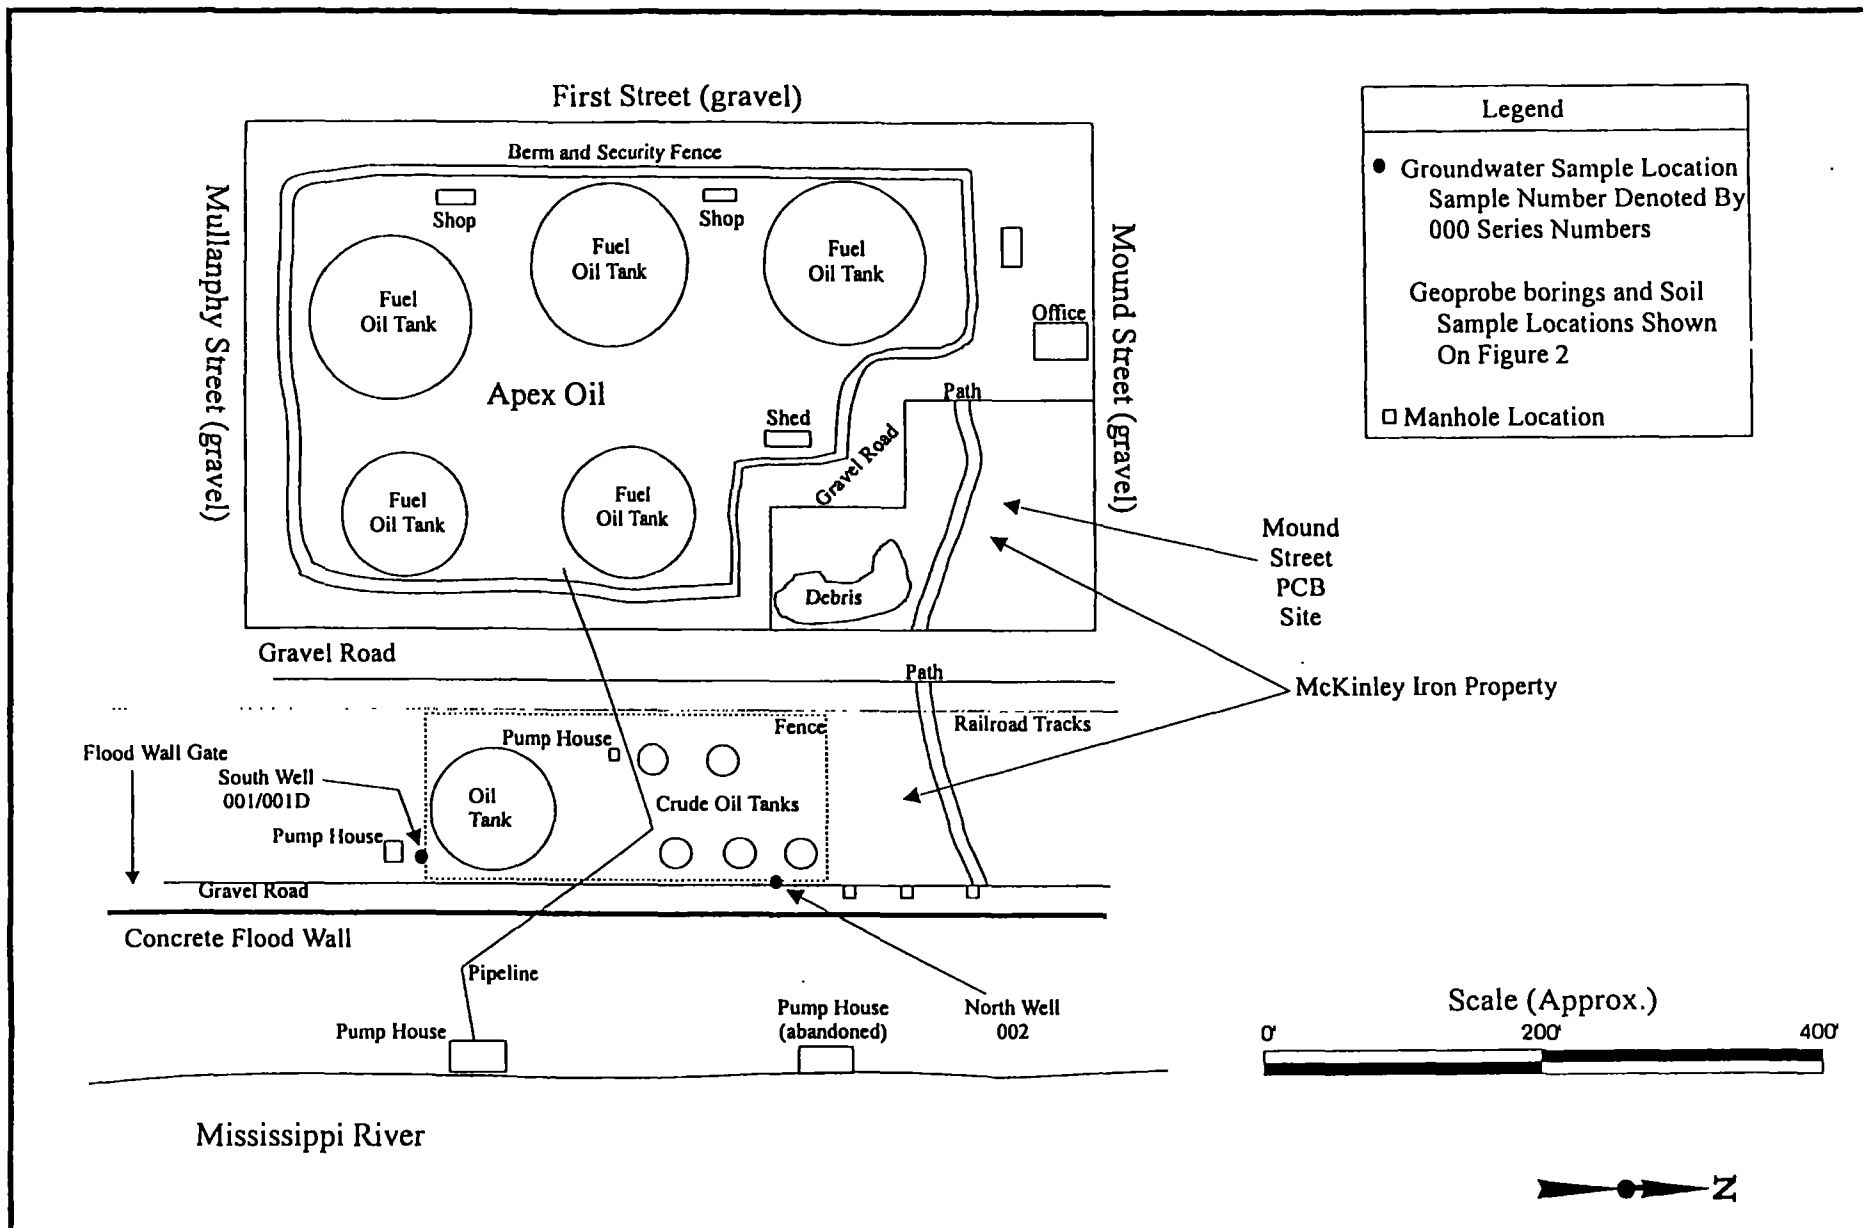 First Street (gravel)
Berm and Security Fence
Mullanphy Street (gravel)
Shop
Shop
Fuel
Oil Tank
Fuel
Oil Tank
Fuel
Oil Tank
Mound Street (gravel)
Office
Apex Oil
Path
Shed
Gravel Road
Fuel
Oil Tank
Fuel
Oil Tank
Debris
Mound
Street
PCB
Site
Legend
Groundwater Sample Location
Sample Number Denoted By
000 Series Numbers
Geoprobe borings and Soil
Sample Locations Shown
On Figure 2
Manhole Location
Gravel Road
Path
McKinley Iron Property
Railroad Tracks
Fence
Pump House
Flood Wall Gate
South Well
001/001D
Oil
Tank
Crude Oil Tanks
Pump House
Gravel Road
Concrete Flood Wall
Pipeline
Pump House
Pump House
(abandoned)
North Well
002
Scale (Approx.)
0' 200' 400'
Mississippi River
N